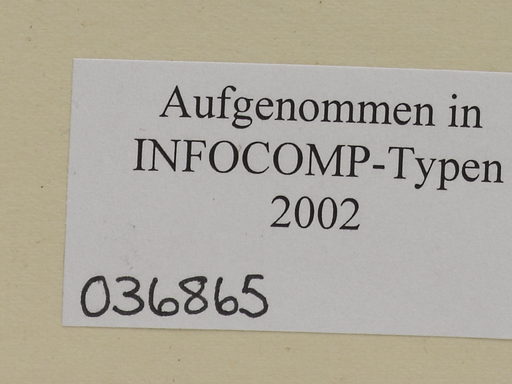 Aufgenommen in
INFOCOMP-Typen
2002
036865